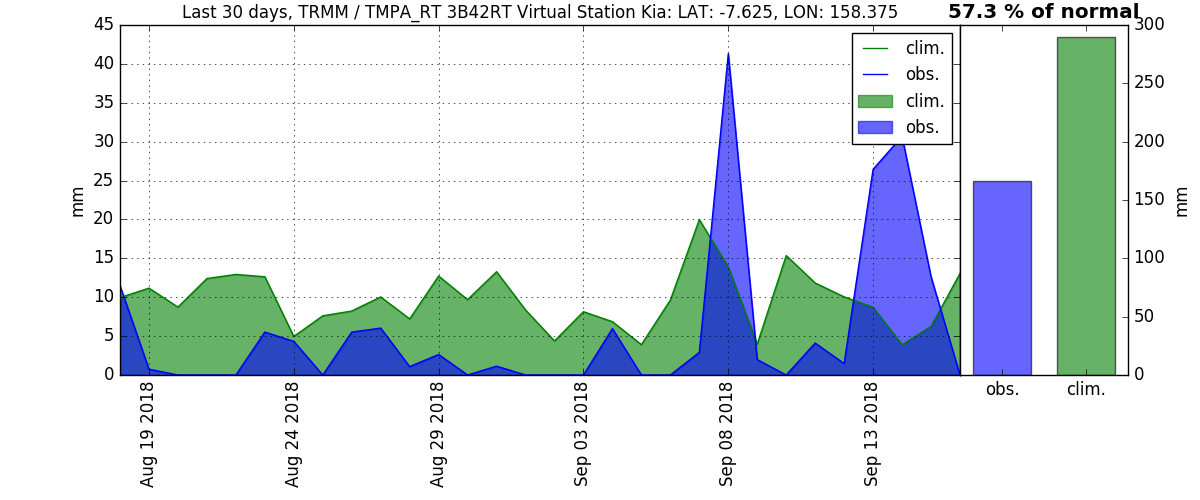 Last 30 days, TRMM / TMPA_RT 3B42RT Virtual Station Kia: LAT: -7.625, LON: 158.375
57.3 % of normal
45
40
35
30
25
20
15
10
5
0
mm
clim.
obs.
clim.
obs.
Aug 19 2018
Aug 24 2018
Aug 29 2018
Sep 03 2018
Sep 08 2018
Sep 13 2018
300
250
200
150
100
50
0
mm
obs.
clim.